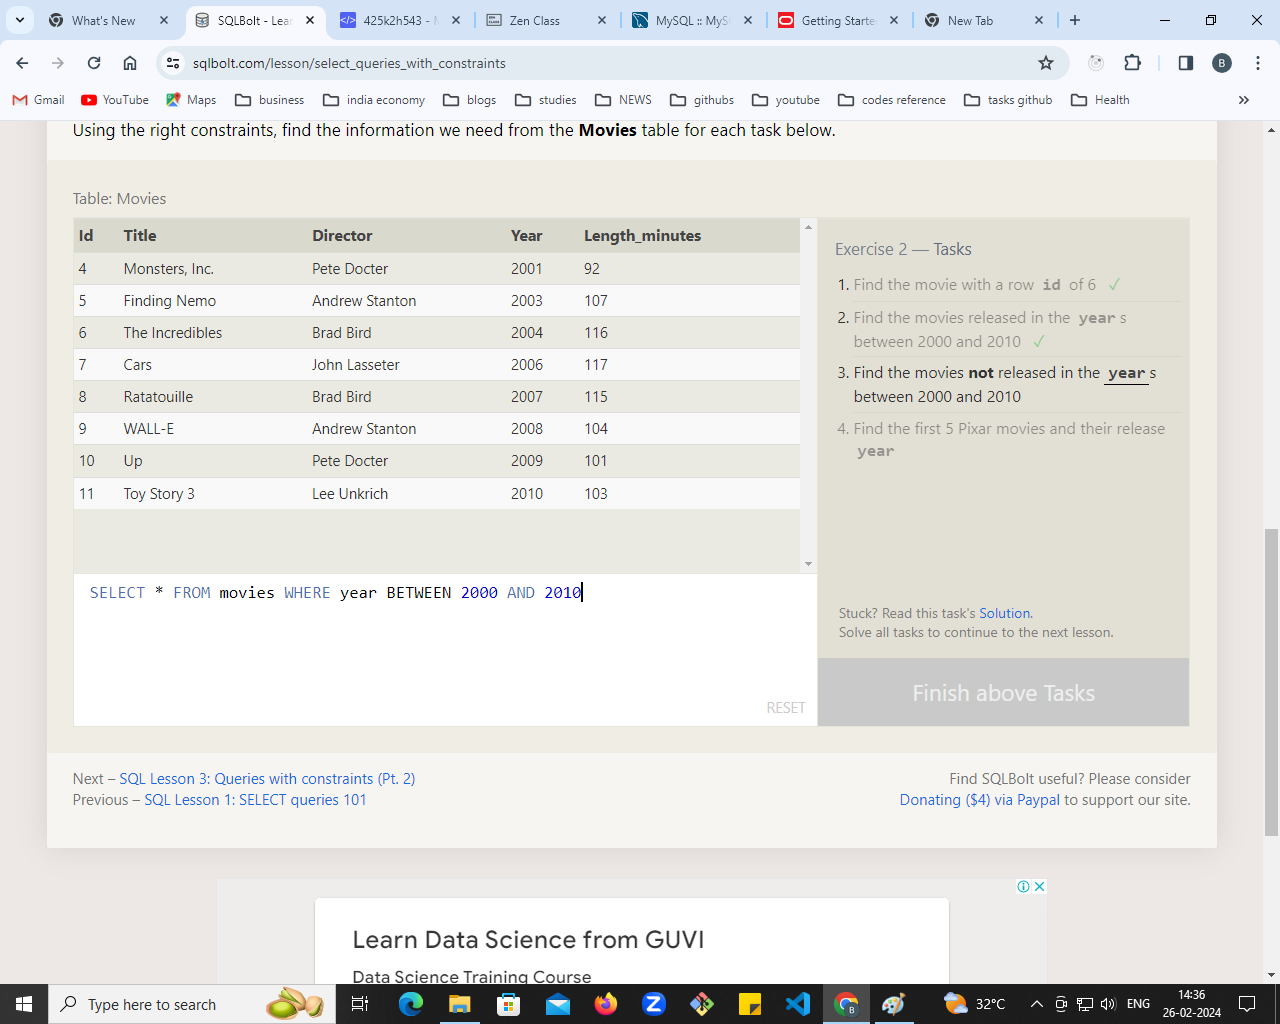 What's New
SQLBolt - Lear
425k2h543 - M
Zen Class
MySQL :: MyS
Getting Starte
New Tab
sqlbolt.com/lesson/select_queries_with_constraints
B
Gmail
YouTube
Maps
business
india economy
blogs
studies
NEWS
githubs
youtube
codes reference
tasks github
Health
Using the right constraints, find the information we need from the Movies table for each task below.
Table: Movies
Id Title Director Year Length_minutes
4 Monsters, Inc. Pete Docter 2001 92
5 Finding Nemo Andrew Stanton 2003 107
6 The Incredibles Brad Bird 2004 116
7 Cars John Lasseter 2006 117
8 Ratatouille Brad Bird 2007 115
9 WALL-E Andrew Stanton 2008 104
10 Up Pete Docter 2009 101
11 Toy Story 3 Lee Unkrich 2010 103
SELECT * FROM movies WHERE year BETWEEN 2000 AND 2010
RESET
Exercise 2 — Tasks
1. Find the movie with a row id of 6 ✓
2. Find the movies released in the years
between 2000 and 2010 ✓
3. Find the movies not released in the years
between 2000 and 2010
4. Find the first 5 Pixar movies and their release
year
Stuck? Read this task's Solution.
Solve all tasks to continue to the next lesson.
Finish above Tasks
Next – SQL Lesson 3: Queries with constraints (Pt. 2)
Previous – SQL Lesson 1: SELECT queries 101
Find SQLBolt useful? Please consider
Donating ($4) via Paypal to support our site.
Learn Data Science from GUVI
Data Science Training Course
Type here to search
32°C
ENG
14:36
26-02-2024